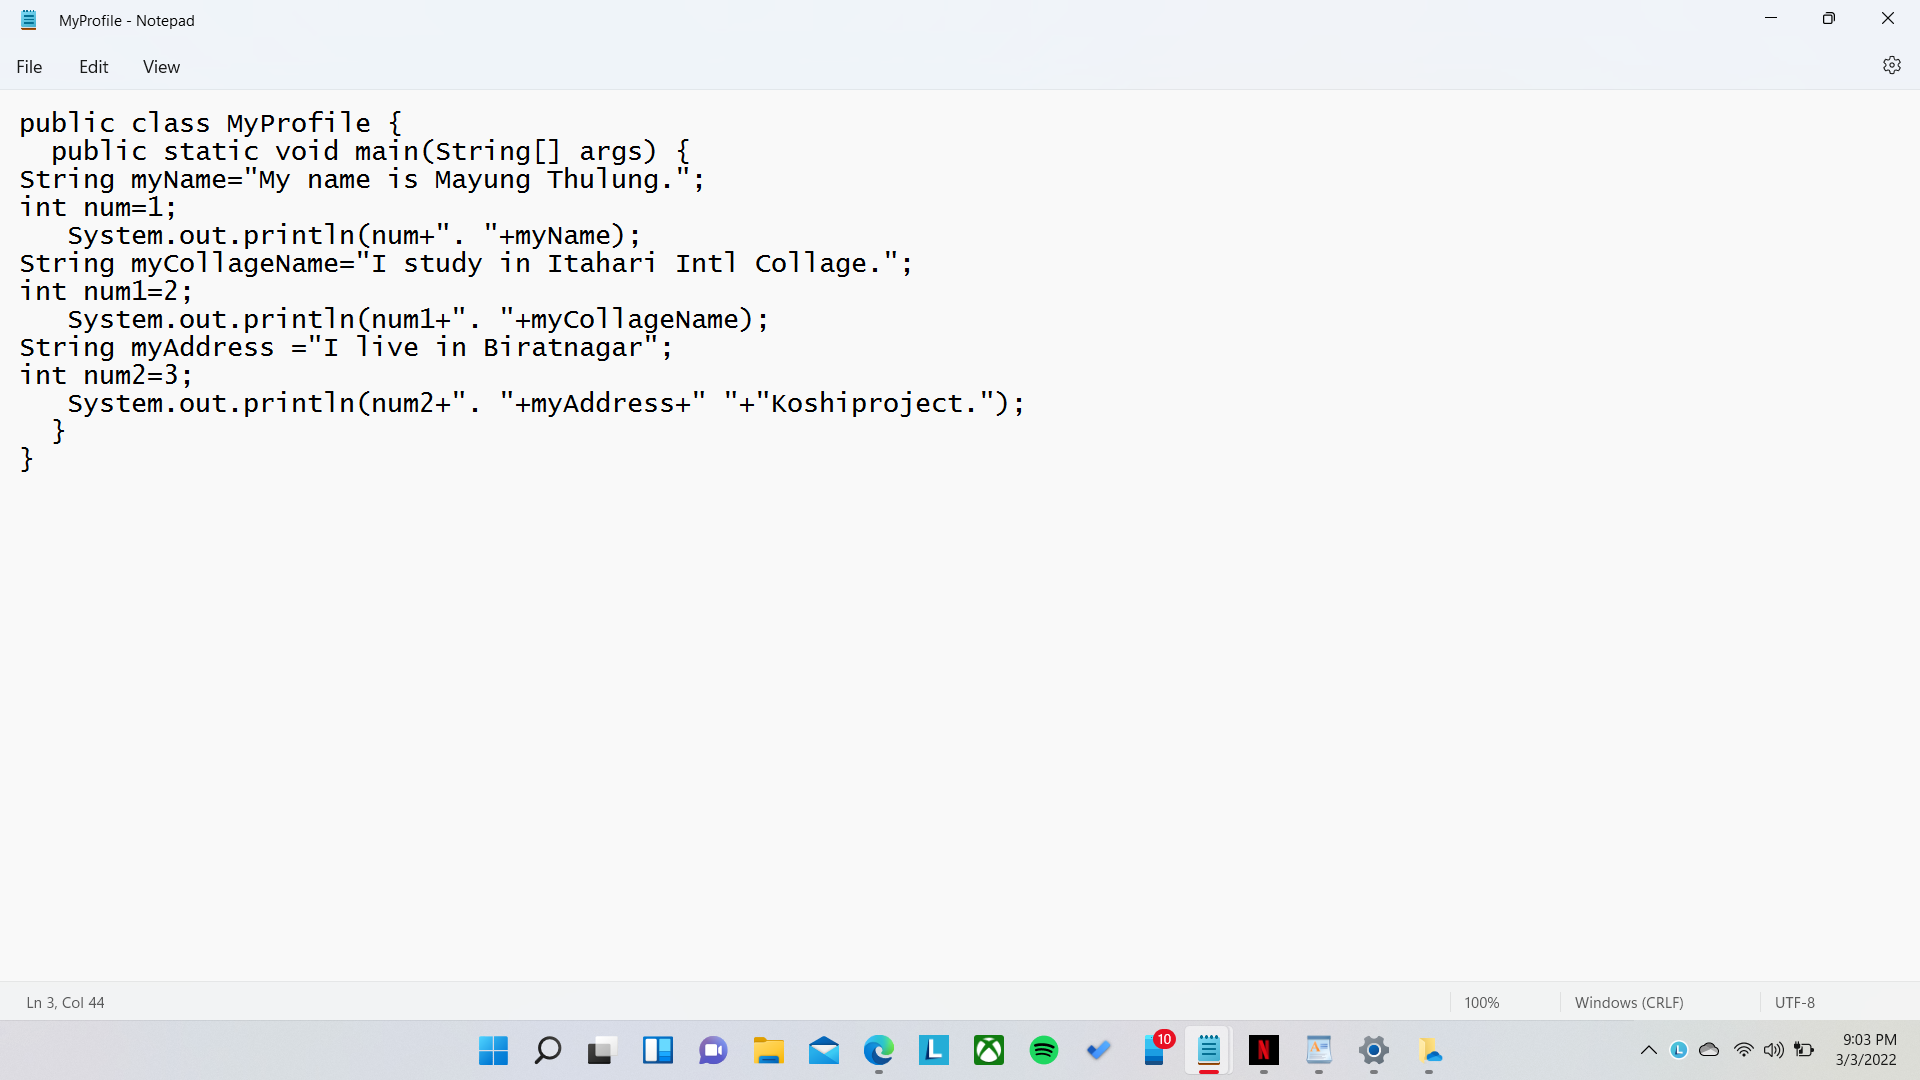 MyProfile - Notepad
File Edit View
public class MyProfile {
  public static void main(String[] args) {
String myName="My name is Mayung Thulung.";
int num=1;
   System.out.println(num+". "+myName);
String myCollageName="I study in Itahari Intl Collage.";
int num1=2;
   System.out.println(num1+". "+myCollageName);
String myAddress ="I live in Biratnagar";
int num2=3;
   System.out.println(num2+". "+myAddress+" "+"Koshiproject.");
  }
}
Ln 3, Col 44 100% Windows (CRLF) UTF-8
L 10 N L 9:03 PM
3/3/2022